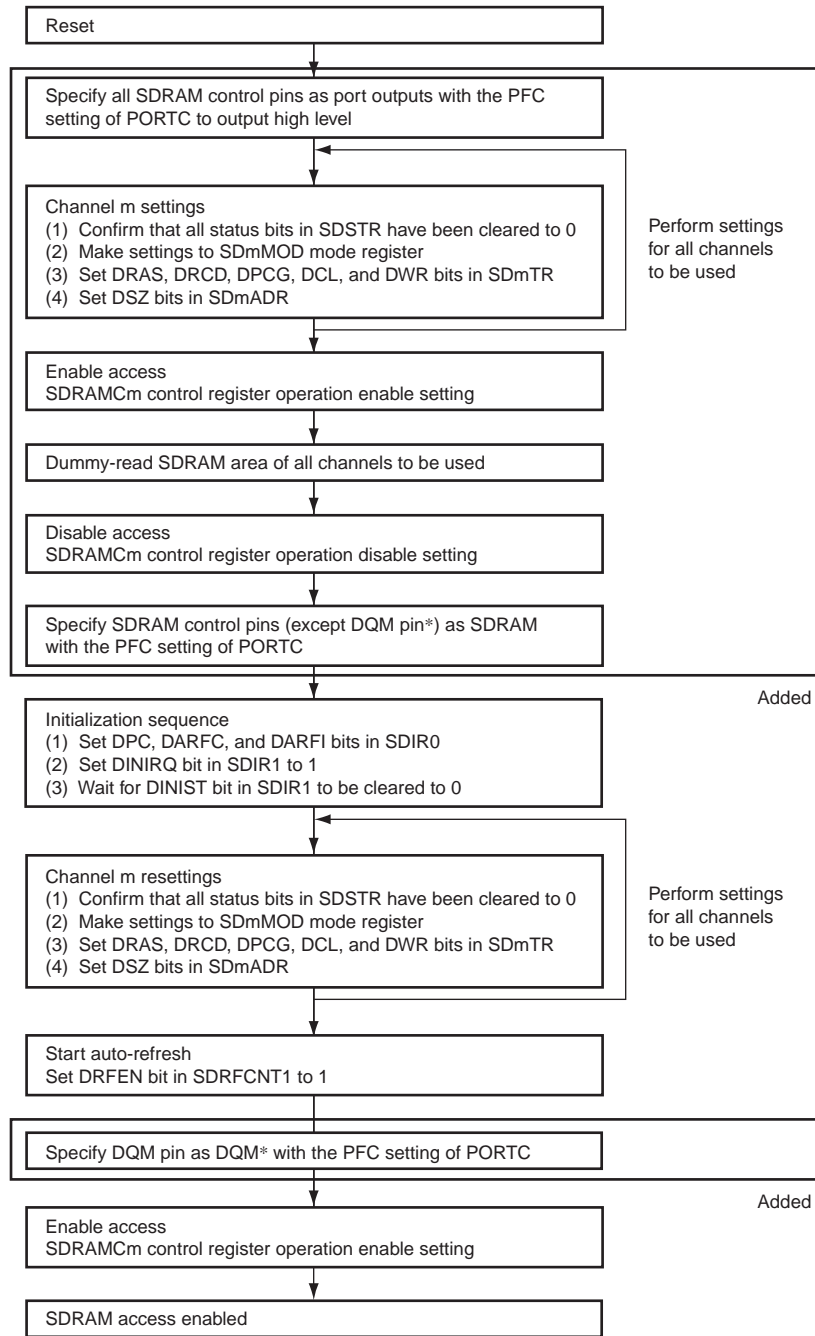 Reset
Specify all SDRAM control pins as port outputs with the PFC
setting of PORTC to output high level
Channel m settings
(1) Confirm that all status bits in SDSTR have been cleared to 0
(2) Make settings to SDmMOD mode register
(3) Set DRAS, DRCD, DPCG, DCL, and DWR bits in SDmTR
(4) Set DSZ bits in SDmADR
Perform settings
for all channels
to be used
Enable access
SDRAMCm control register operation enable setting
Dummy-read SDRAM area of all channels to be used
Disable access
SDRAMCm control register operation disable setting
Specify SDRAM control pins (except DQM pin*) as SDRAM
with the PFC setting of PORTC
Added
Initialization sequence
(1) Set DPC, DARFC, and DARFI bits in SDIR0
(2) Set DINIRQ bit in SDIR1 to 1
(3) Wait for DINIST bit in SDIR1 to be cleared to 0
Channel m resettings
(1) Confirm that all status bits in SDSTR have been cleared to 0
(2) Make settings to SDmMOD mode register
(3) Set DRAS, DRCD, DPCG, DCL, and DWR bits in SDmTR
(4) Set DSZ bits in SDmADR
Perform settings
for all channels
to be used
Start auto-refresh
Set DRFEN bit in SDRFCNT1 to 1
Specify DQM pin as DQM* with the PFC setting of PORTC
Added
Enable access
SDRAMCm control register operation enable setting
SDRAM access enabled